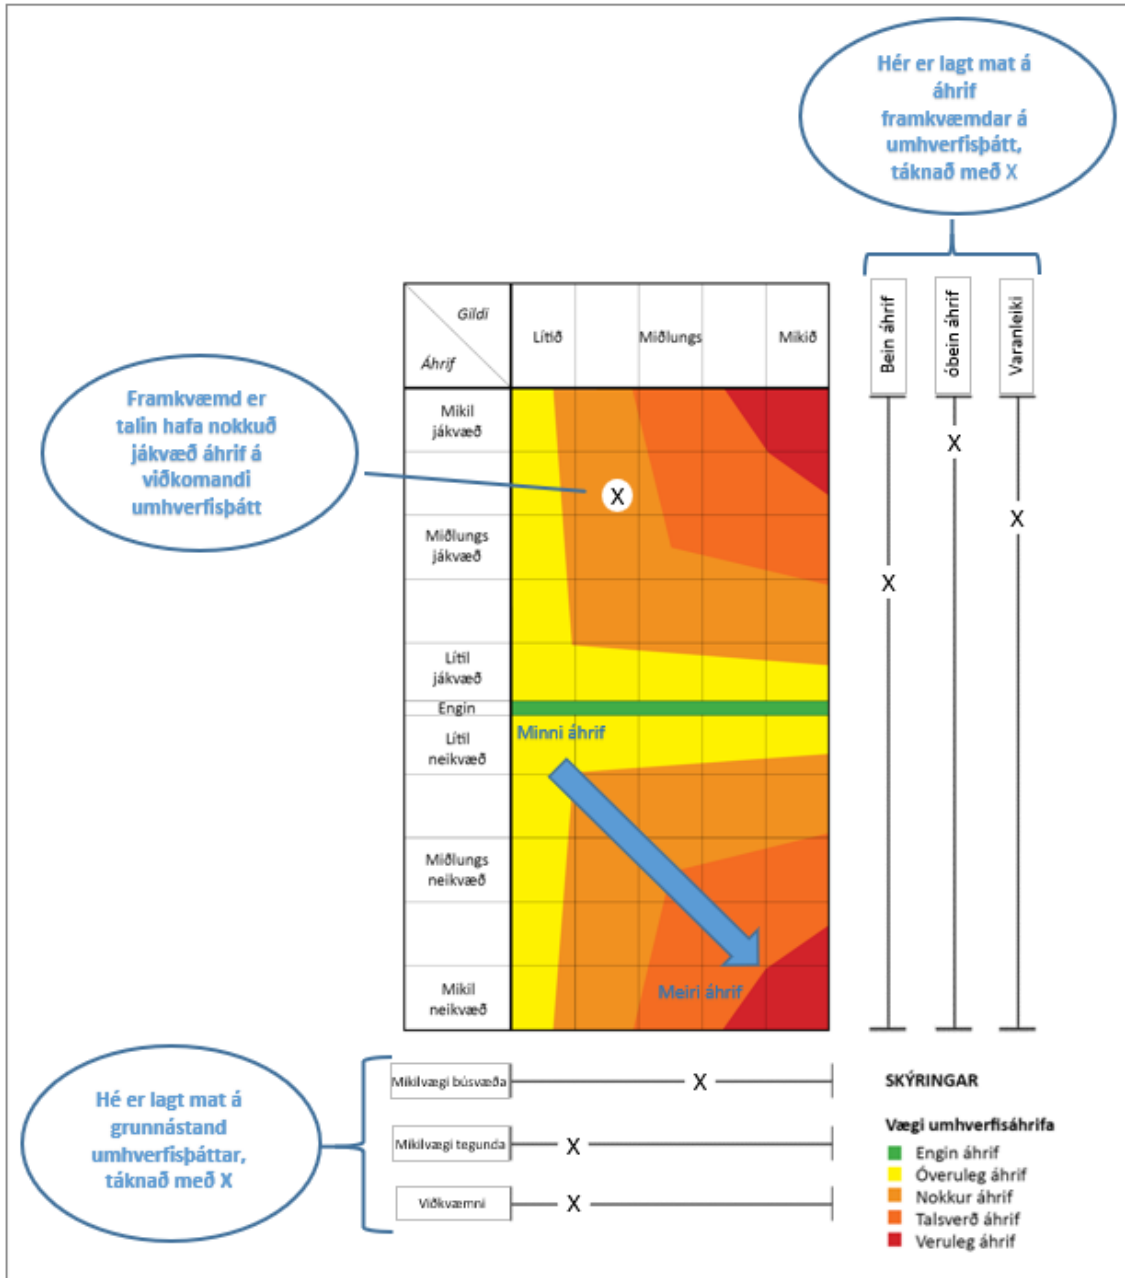 Hér er lagt mat á
áhrif
framkvæmdar á
umhverfisþátt,
táknað með X
Bein áhrif
óbein áhrif
Varanleiki
Gildi
Áhrif
Lítið
Miðlungs
Mikið
Framkvæmd er
talin hafa nokkuð
jákvæð áhrif á
viðkomandi
umhverfisþátt
Mikil
jákvæð
Miðlungs
jákvæð
Lítil
jákvæð
Engin
Lítil
neikvæð
Miðlungs
neikvæð
Mikil
neikvæð
X
X
X
X
Minni áhrif
Meiri áhrif
Hé er lagt mat á
grunnástand
umhverfisþáttar,
táknað með X
Mikilvægi búsvæða
X
Mikilvægi tegunda
X
Viðkvæmni
X
SKÝRINGAR
Vægi umhverfisáhrifa
Engin áhrif
Óveruleg áhrif
Nokkur áhrif
Talsverð áhrif
Veruleg áhrif